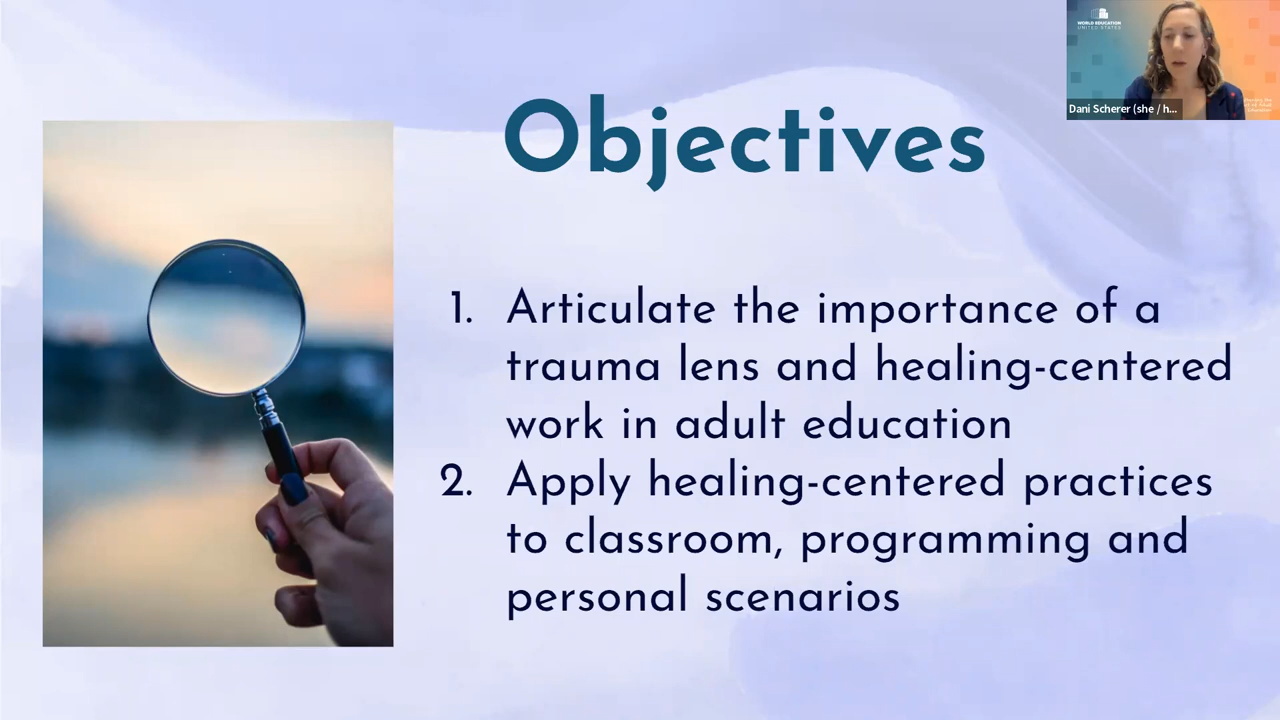 WORLD EDUCATION
UNITED STATES
Dani Scherer (she / h...
Objectives
1. Articulate the importance of a
trauma lens and healing-centered
work in adult education
2. Apply healing-centered practices
to classroom, programming and
personal scenarios